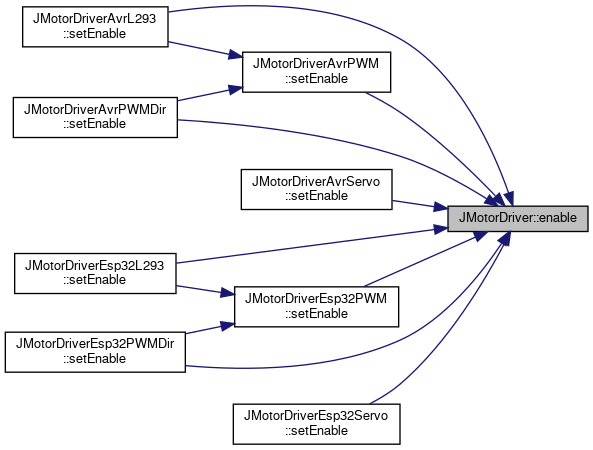 JMotorDriverAvrL293
::setEnable
JMotorDriverAvrPWM
::setEnable
JMotorDriverAvrPWMDir
::setEnable
JMotorDriverAvrServo
::setEnable
JMotorDriver::enable
JMotorDriverEsp32L293
::setEnable
JMotorDriverEsp32PWM
::setEnable
JMotorDriverEsp32PWMDir
::setEnable
JMotorDriverEsp32Servo
::setEnable